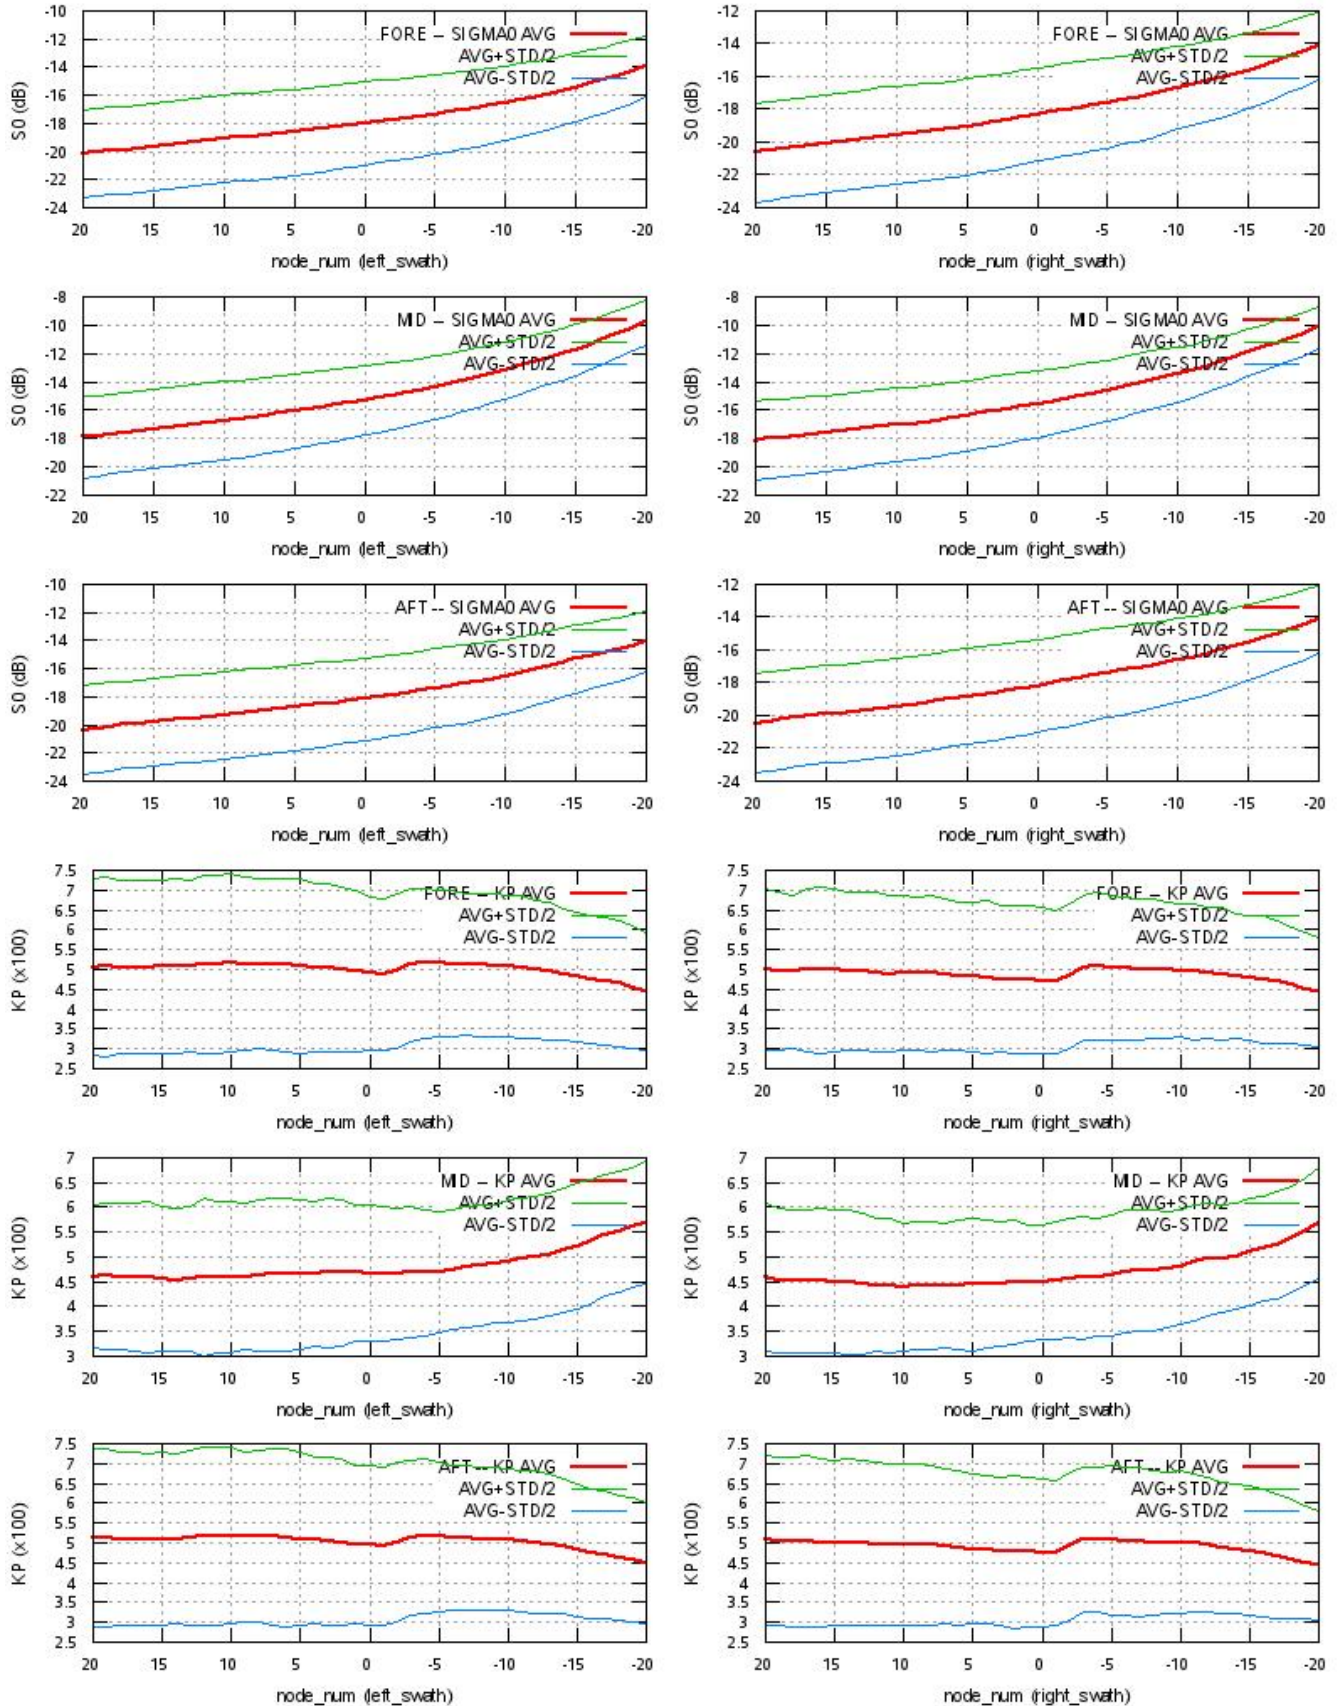 -10
-12
-14
-16
-18
-20
-22
-24
S0 (dB)
FORE -- SIGMA0 AVG
AVG+STD/2
AVG-STD/2
20 15 10 5 0 -5 -10 -15 -20
node_num (left_swath)
-12
-14
-16
-18
-20
-22
-24
S0 (dB)
FORE -- SIGMA0 AVG
AVG+STD/2
AVG-STD/2
20 15 10 5 0 -5 -10 -15 -20
node_num (right_swath)
-8
-10
-12
-14
-16
-18
-20
-22
S0 (dB)
MID -- SIGMA0 AVG
AVG+STD/2
AVG-STD/2
20 15 10 5 0 -5 -10 -15 -20
node_num (left_swath)
-8
-10
-12
-14
-16
-18
-20
-22
S0 (dB)
MID -- SIGMA0 AVG
AVG+STD/2
AVG-STD/2
20 15 10 5 0 -5 -10 -15 -20
node_num (right_swath)
-10
-12
-14
-16
-18
-20
-22
-24
S0 (dB)
AFT -- SIGMA0 AVG
AVG+STD/2
AVG-STD/2
20 15 10 5 0 -5 -10 -15 -20
node_num (left_swath)
-12
-14
-16
-18
-20
-22
-24
S0 (dB)
AFT -- SIGMA0 AVG
AVG+STD/2
AVG-STD/2
20 15 10 5 0 -5 -10 -15 -20
node_num (right_swath)
7.5
7
6.5
6
5.5
5
4.5
4
3.5
3
2.5
KP (x100)
FORE -- KP AVG
AVG+STD/2
AVG-STD/2
20 15 10 5 0 -5 -10 -15 -20
node_num (left_swath)
7.5
7
6.5
6
5.5
5
4.5
4
3.5
3
2.5
KP (x100)
FORE -- KP AVG
AVG+STD/2
AVG-STD/2
20 15 10 5 0 -5 -10 -15 -20
node_num (right_swath)
7
6.5
6
5.5
5
4.5
4
3.5
3
KP (x100)
MID -- KP AVG
AVG+STD/2
AVG-STD/2
20 15 10 5 0 -5 -10 -15 -20
node_num (left_swath)
7
6.5
6
5.5
5
4.5
4
3.5
3
KP (x100)
MID -- KP AVG
AVG+STD/2
AVG-STD/2
20 15 10 5 0 -5 -10 -15 -20
node_num (right_swath)
7.5
7
6.5
6
5.5
5
4.5
4
3.5
3
2.5
KP (x100)
AFT -- KP AVG
AVG+STD/2
AVG-STD/2
20 15 10 5 0 -5 -10 -15 -20
node_num (left_swath)
7.5
7
6.5
6
5.5
5
4.5
4
3.5
3
2.5
KP (x100)
AFT -- KP AVG
AVG+STD/2
AVG-STD/2
20 15 10 5 0 -5 -10 -15 -20
node_num (right_swath)